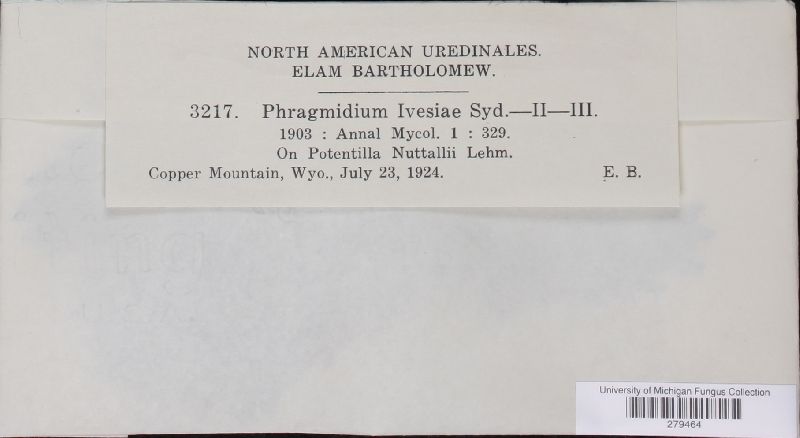 NORTH AMERICAN UREDINALES.
ELAM BARTHOLOMEW.
3217. Phragmidium Ivesiae Syd.—II—III.
1903 : Annal Mycol. 1 : 329.
On Potentilla Nuttallii Lehm.
Copper Mountain, Wyo., July 23, 1924. E. B.
University of Michigan Fungus Collection
279464